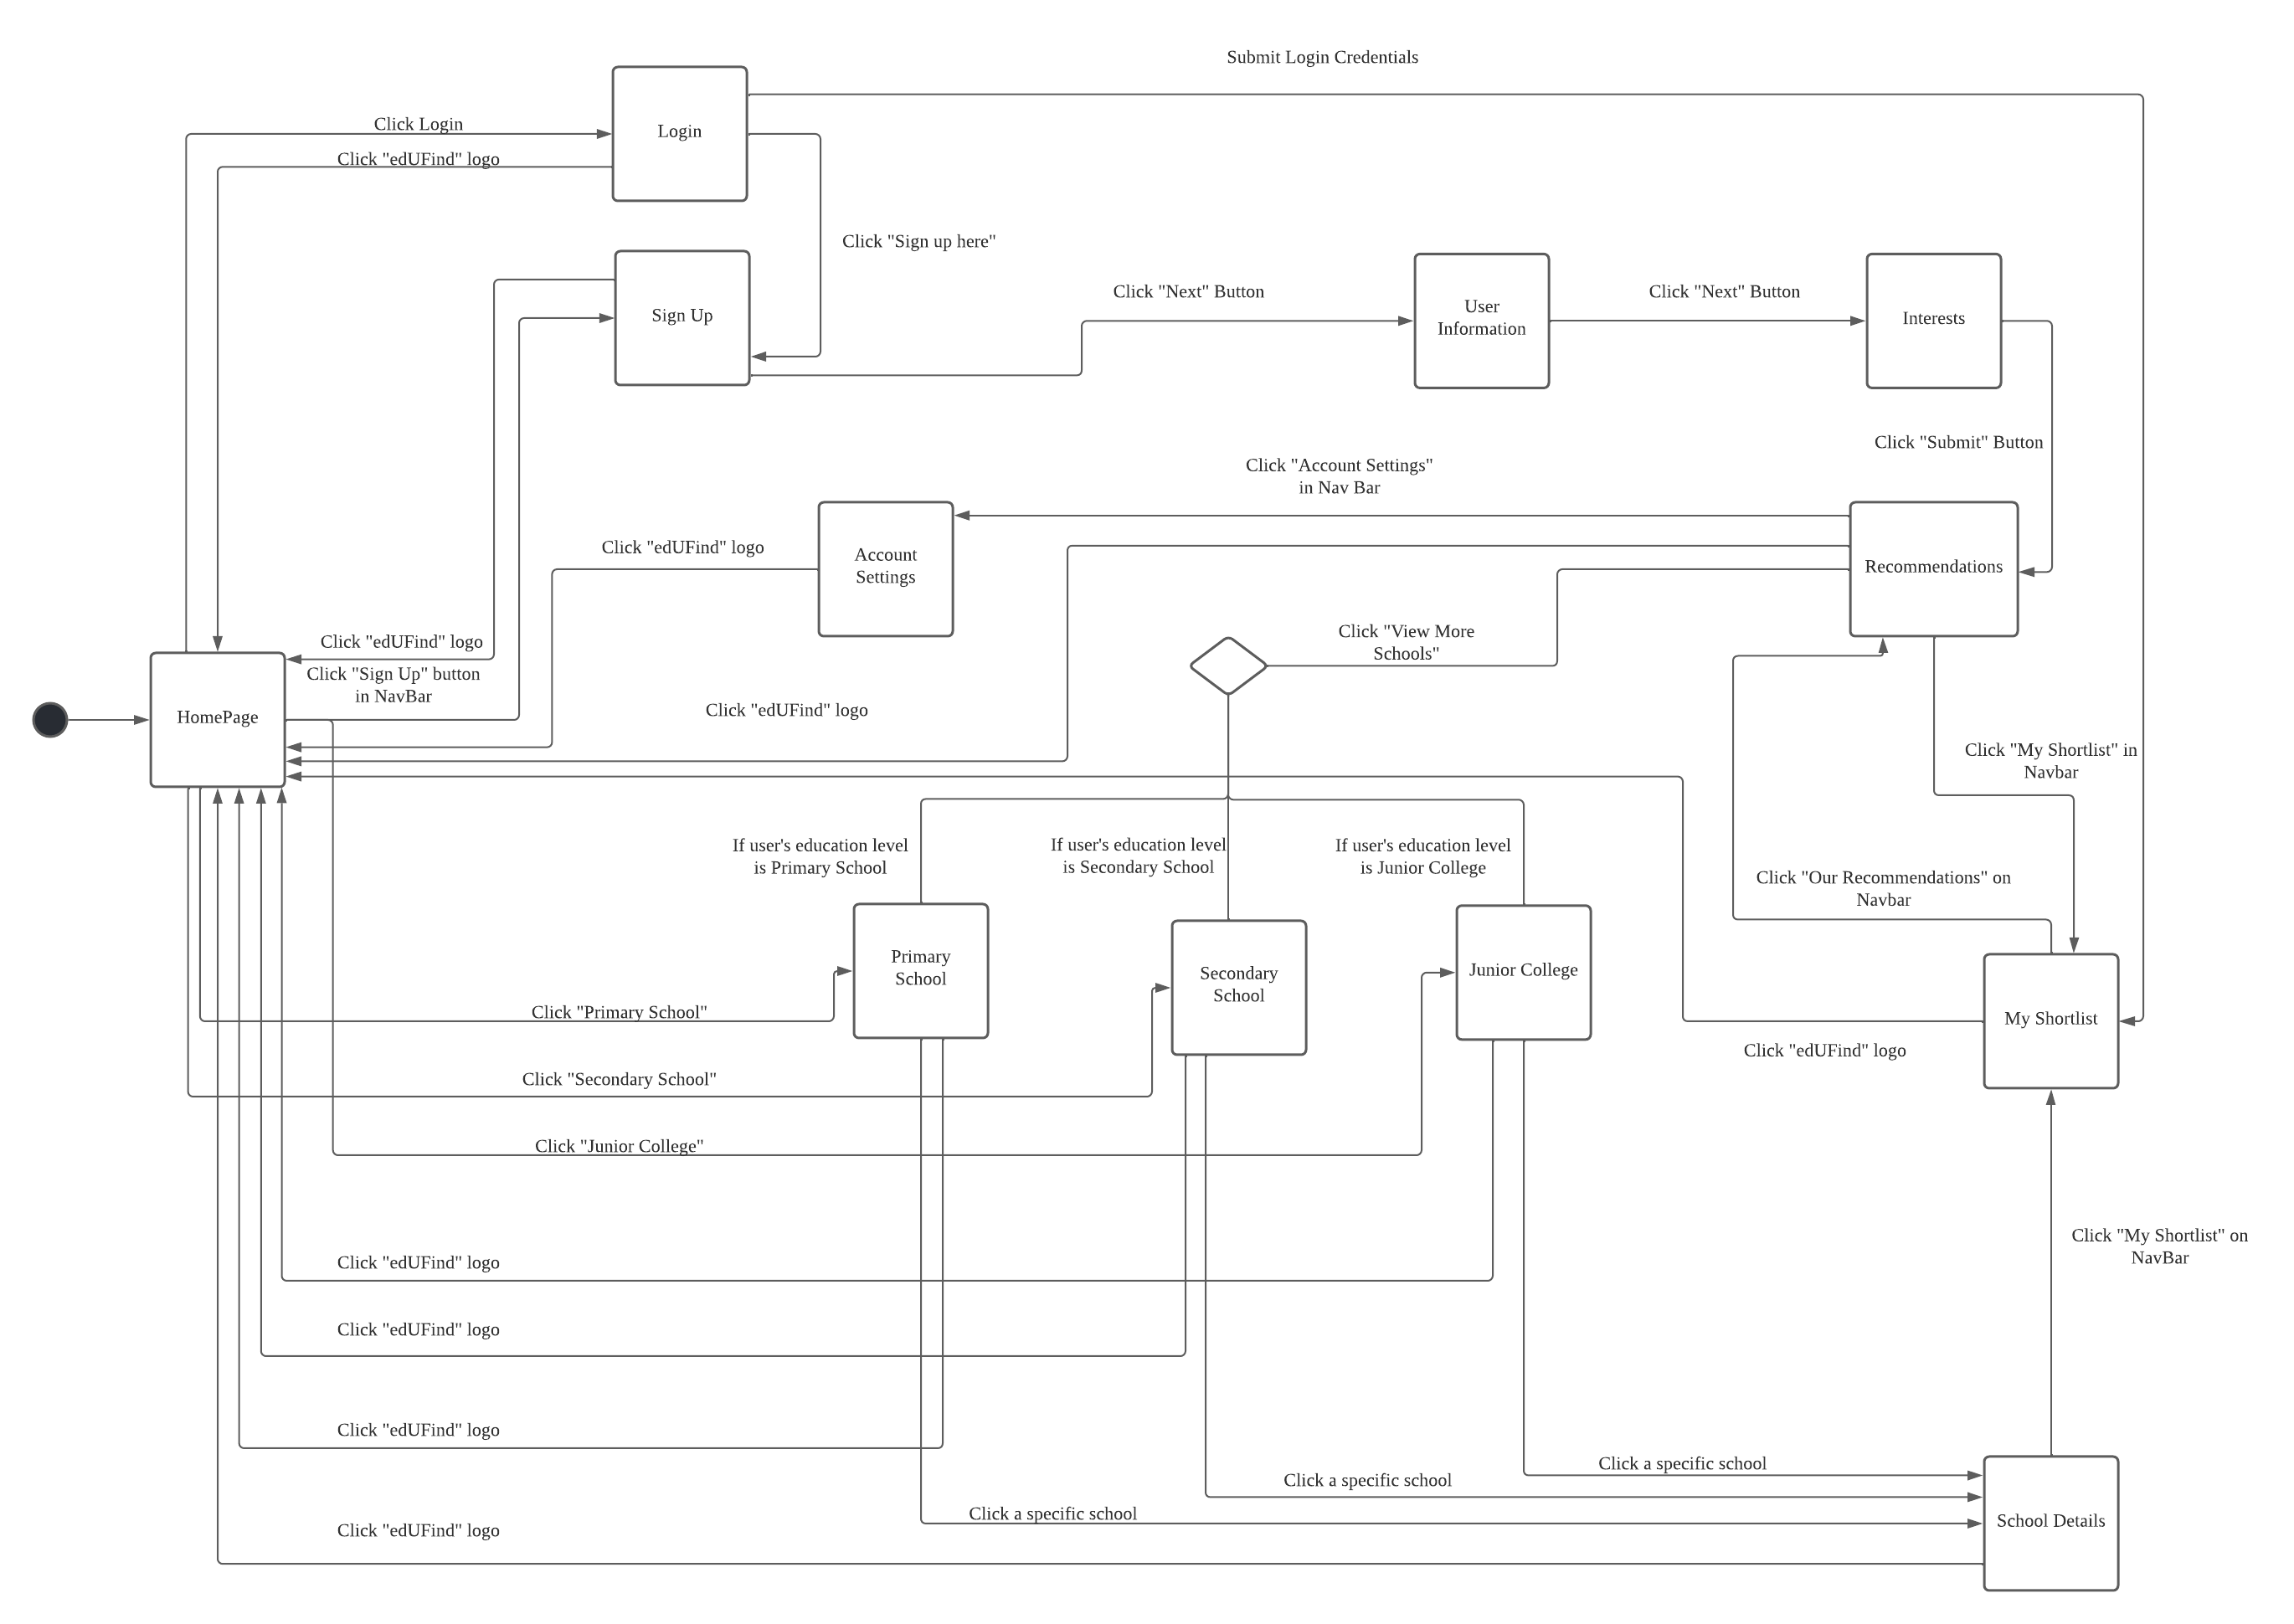 Submit Login Credentials
Click Login
Login
Click "edUFind" logo
Click "Sign up here"
Sign Up
Click "Next" Button
User
Information
Click "Next" Button
Interests
Click "Submit" Button
Click "Account Settings"
in Nav Bar
Click "edUFind" logo
Account
Settings
Recommendations
Click "View More
Schools"
Click "edUFind" logo
Click "Sign Up" button
in NavBar
HomePage
Click "edUFind" logo
Click "My Shortlist" in
Navbar
If user's education level
is Primary School
If user's education level
is Secondary School
If user's education level
is Junior College
Click "Our Recommendations" on
Navbar
Primary
School
Secondary
School
Junior College
My Shortlist
Click "Primary School"
Click "edUFind" logo
Click "Secondary School"
Click "Junior College"
Click "My Shortlist" on
NavBar
Click "edUFind" logo
Click "edUFind" logo
Click "edUFind" logo
Click a specific school
Click a specific school
Click a specific school
School Details
Click "edUFind" logo